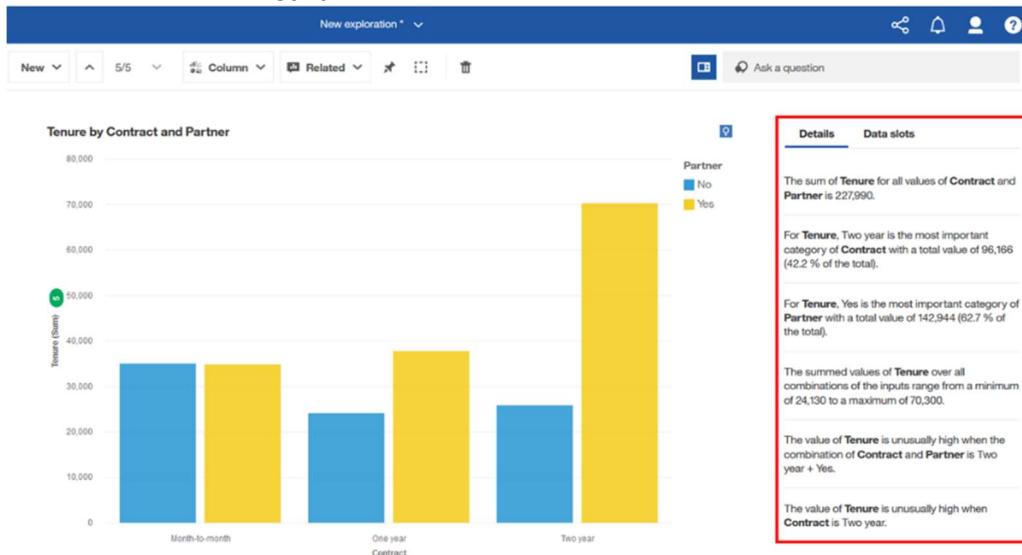 New exploration *
New
5/5
Column
Related
Ask a question
Tenure by Contract and Partner
80,000
70,000
60,000
50,000
40,000
30,000
20,000
10,000
0
Tenure (Sum)
Month-to-month
One year
Two year
Contract
Partner
No
Yes
Details Data slots
The sum of Tenure for all values of Contract and
Partner is 227,990.
For Tenure, Two year is the most important
category of Contract with a total value of 96,166
(42.2 % of the total).
For Tenure, Yes is the most important category of
Partner with a total value of 142,944 (62.7 % of
the total).
The summed values of Tenure over all
combinations of the inputs range from a minimum
of 24,130 to a maximum of 70,300.
The value of Tenure is unusually high when the
combination of Contract and Partner is Two
year + Yes.
The value of Tenure is unusually high when
Contract is Two year.